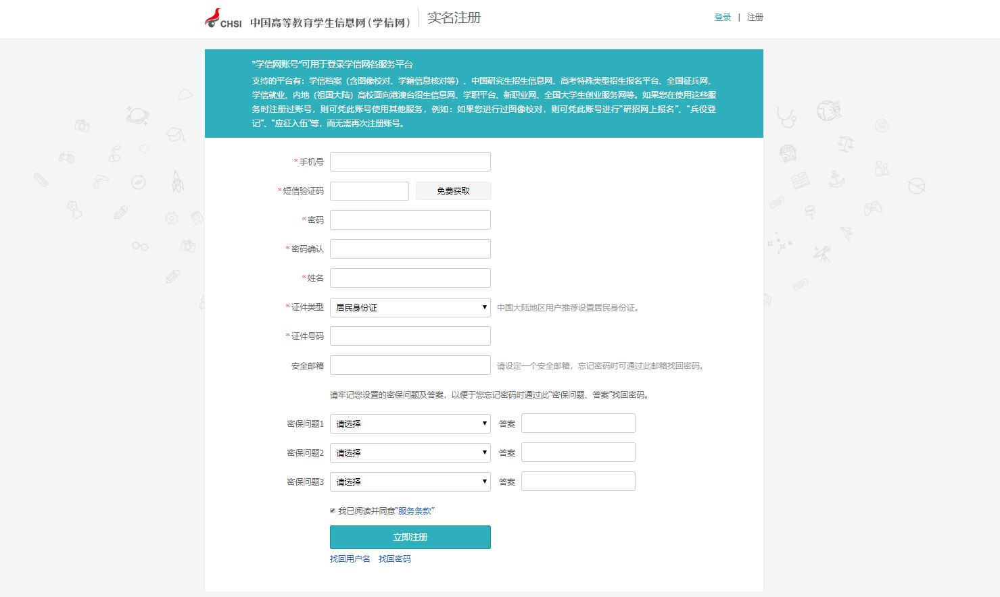 CHSI 中国高等教育学生信息网(学信网) 实名注册
登录 | 注册
“学信网账号”可用于登录学信网各服务平台
支持的平台有：学信档案（含图像校对、学籍信息核对等）、中国研究生招生信息网、高考特殊类型招生报名平台、全国征兵网、
学信就业、内地（祖国大陆）高校面向港澳台招生信息网、学职平台、新职业网、全国大学生创业服务网等。如果您在使用这些服
务时注册过账号，则可凭此账号使用其他服务，例如：如果您进行过图像校对，则可凭此账号进行“研招网上报名”、“兵役登
记”、“应征入伍”等，而无需再次注册账号。
*手机号
*短信验证码 免费获取
*密码
*密码确认
*姓名
*证件类型 居民身份证 中国大陆地区用户推荐设置居民身份证。
*证件号码
安全邮箱 请设定一个安全邮箱，忘记密码时可通过此邮箱找回密码。
请牢记您设置的密保问题及答案，以便于您忘记密码时通过此“密保问题、答案”找回密码。
密保问题1 请选择 答案
密保问题2 请选择 答案
密保问题3 请选择 答案
我已阅读并同意“服务条款”
立即注册
找回用户名 找回密码